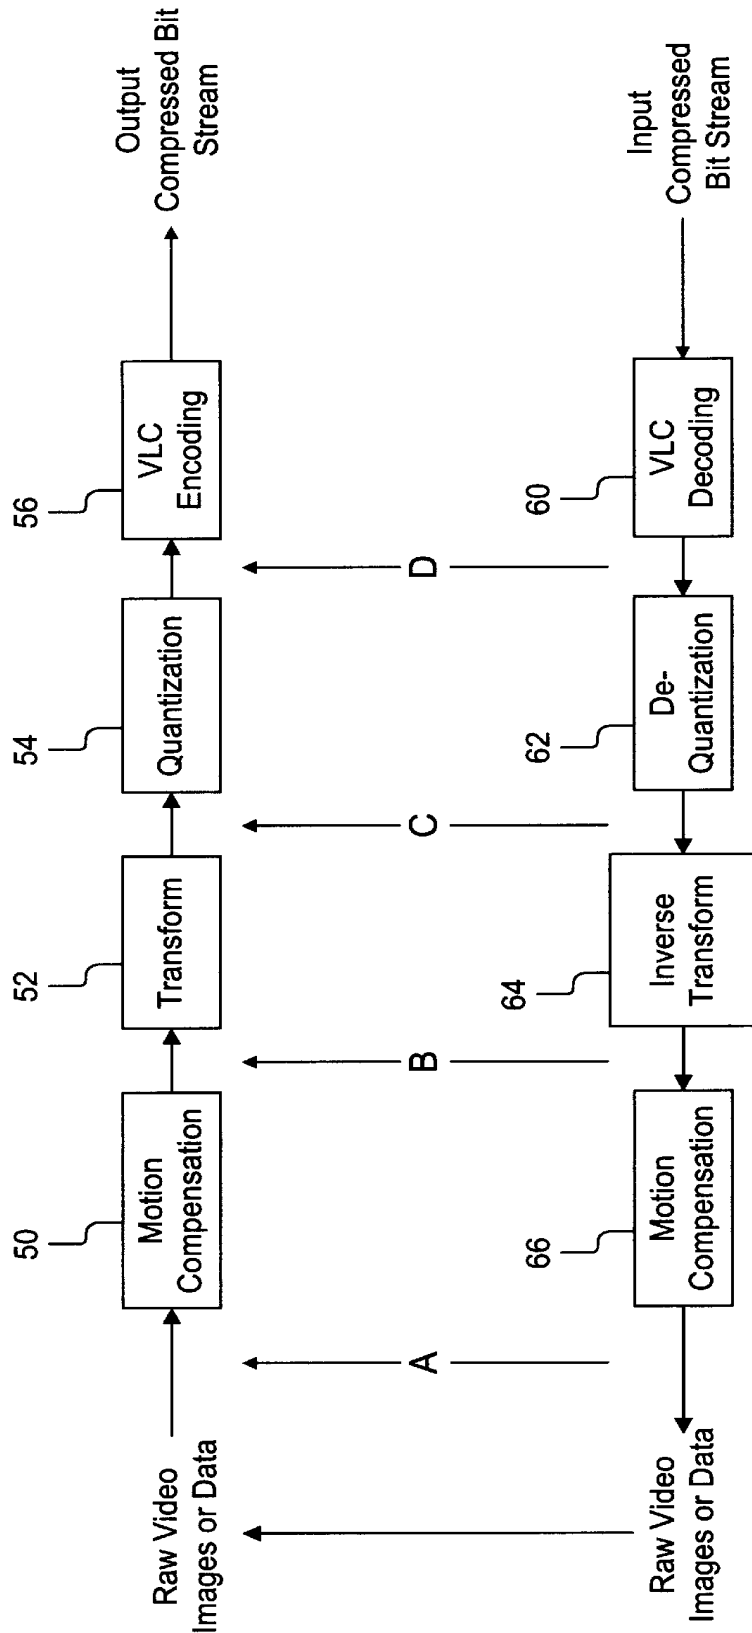 Raw Video
Images or Data
50
Motion
Compensation
52
Transform
54
Quantization
56
VLC
Encoding
Output
Compressed Bit
Stream
A
B
C
D
Raw Video
Images or Data
66
Motion
Compensation
64
Inverse
Transform
62
De-
Quantization
60
VLC
Decoding
Input
Compressed
Bit Stream